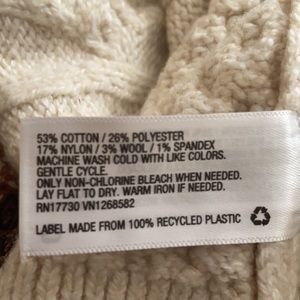 53% COTTON / 26% POLYESTER
17% NYLON / 3% WOOL / 1% SPANDEX
MACHINE WASH COLD WITH LIKE COLORS.
GENTLE CYCLE.
ONLY NON-CHLORINE BLEACH WHEN NEEDED.
LAY FLAT TO DRY. WARM IRON IF NEEDED.
RN17730 VN1268582
LABEL MADE FROM 100% RECYCLED PLASTIC